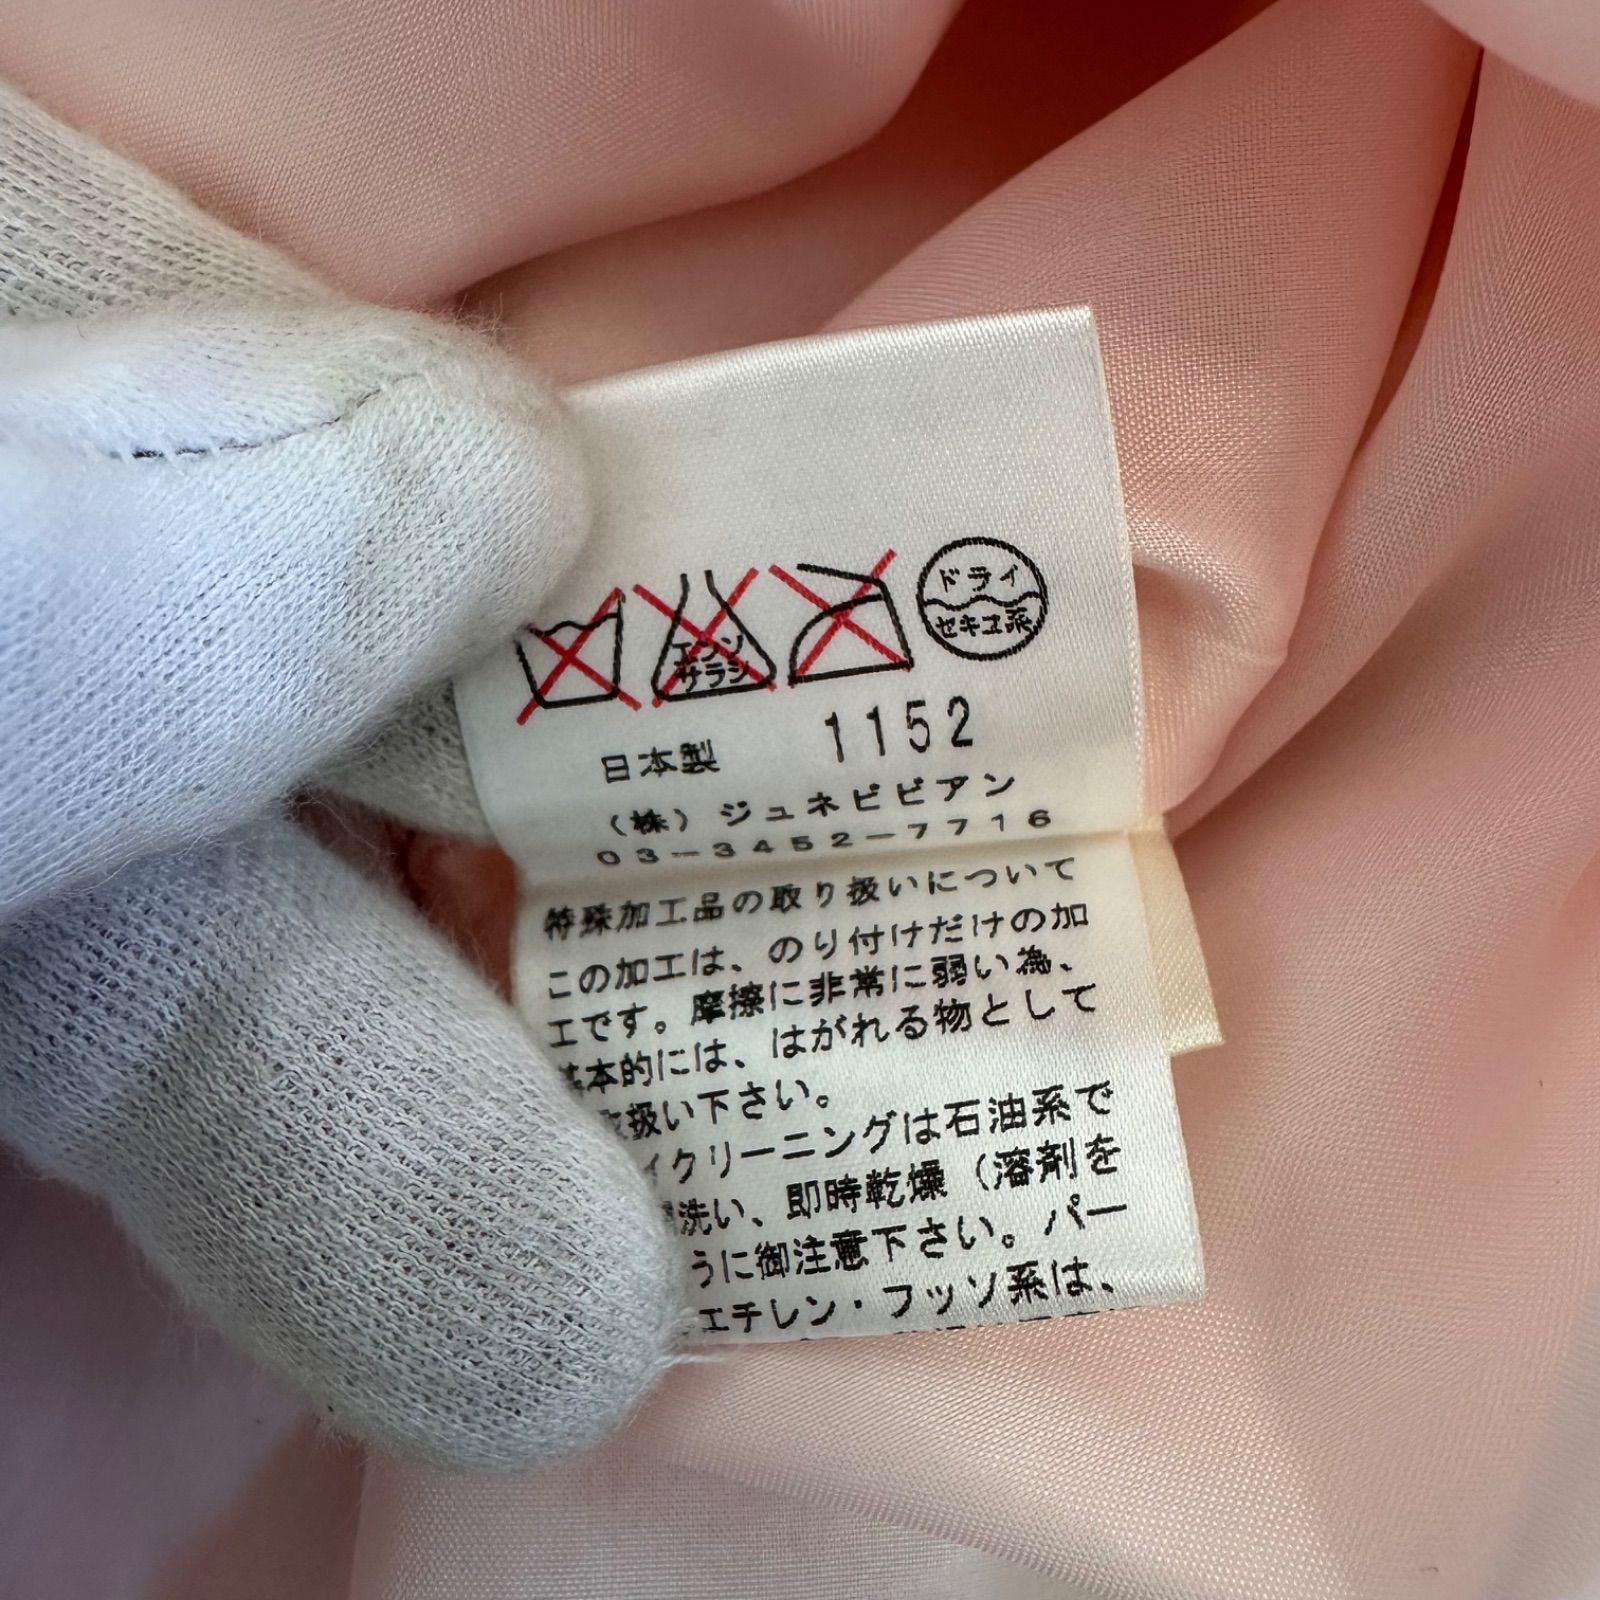 エンソ
サラシ
ドライ
セキユ系
日本製 1152
(株)ジュネビビアン
03-3452-7716
特殊加工品の取り扱いについて
この加工は、のり付けだけの加
工です。摩擦に非常に弱い為、
本的には、はがれる物として
扱い下さい。
イクリーニングは石油系で
洗い、即時乾燥(溶剤を
うに御注意下さい。パー
エチレン・フッソ系は、